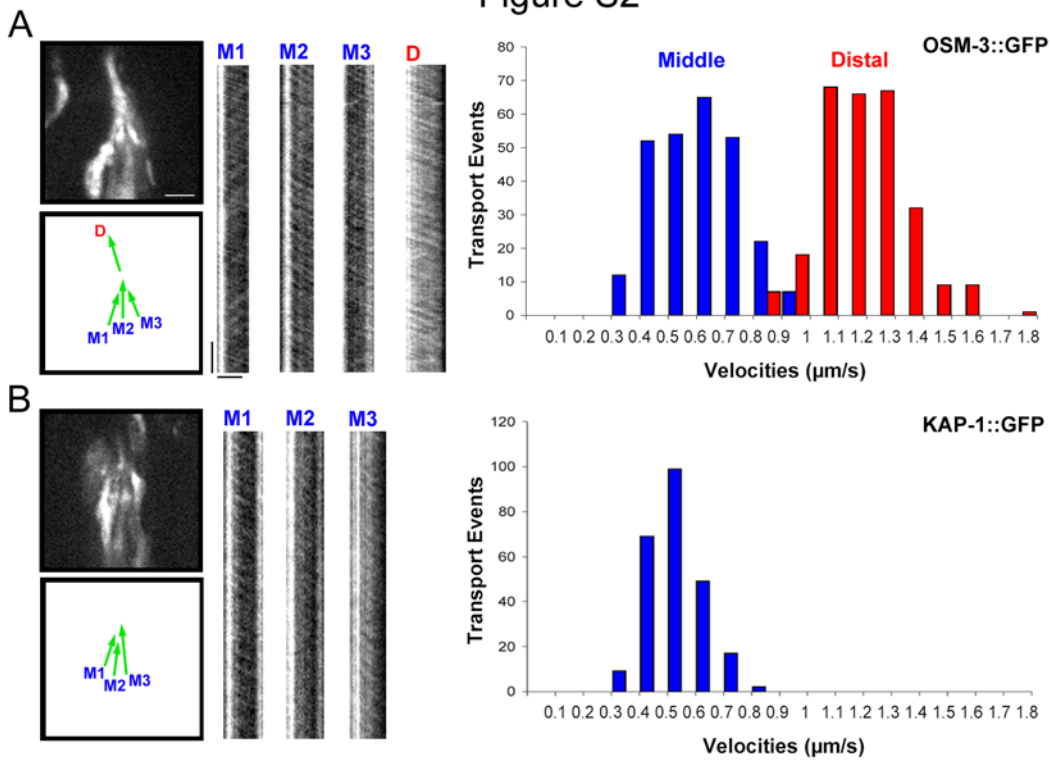 Figure S2
A
M1 M2 M3 D
D
M1 M2 M3
OSM-3::GFP
Middle Distal
Transport Events
80
70
60
50
40
30
20
10
0
0.1 0.2 0.3 0.4 0.5 0.6 0.7 0.8 0.9 1 1.1 1.2 1.3 1.4 1.5 1.6 1.7 1.8
Velocities (µm/s)
B
M1 M2 M3
M1 M2 M3
KAP-1::GFP
Transport Events
120
100
80
60
40
20
0
0.1 0.2 0.3 0.4 0.5 0.6 0.7 0.8 0.9 1 1.1 1.2 1.3 1.4 1.5 1.6 1.7 1.8
Velocities (µm/s)